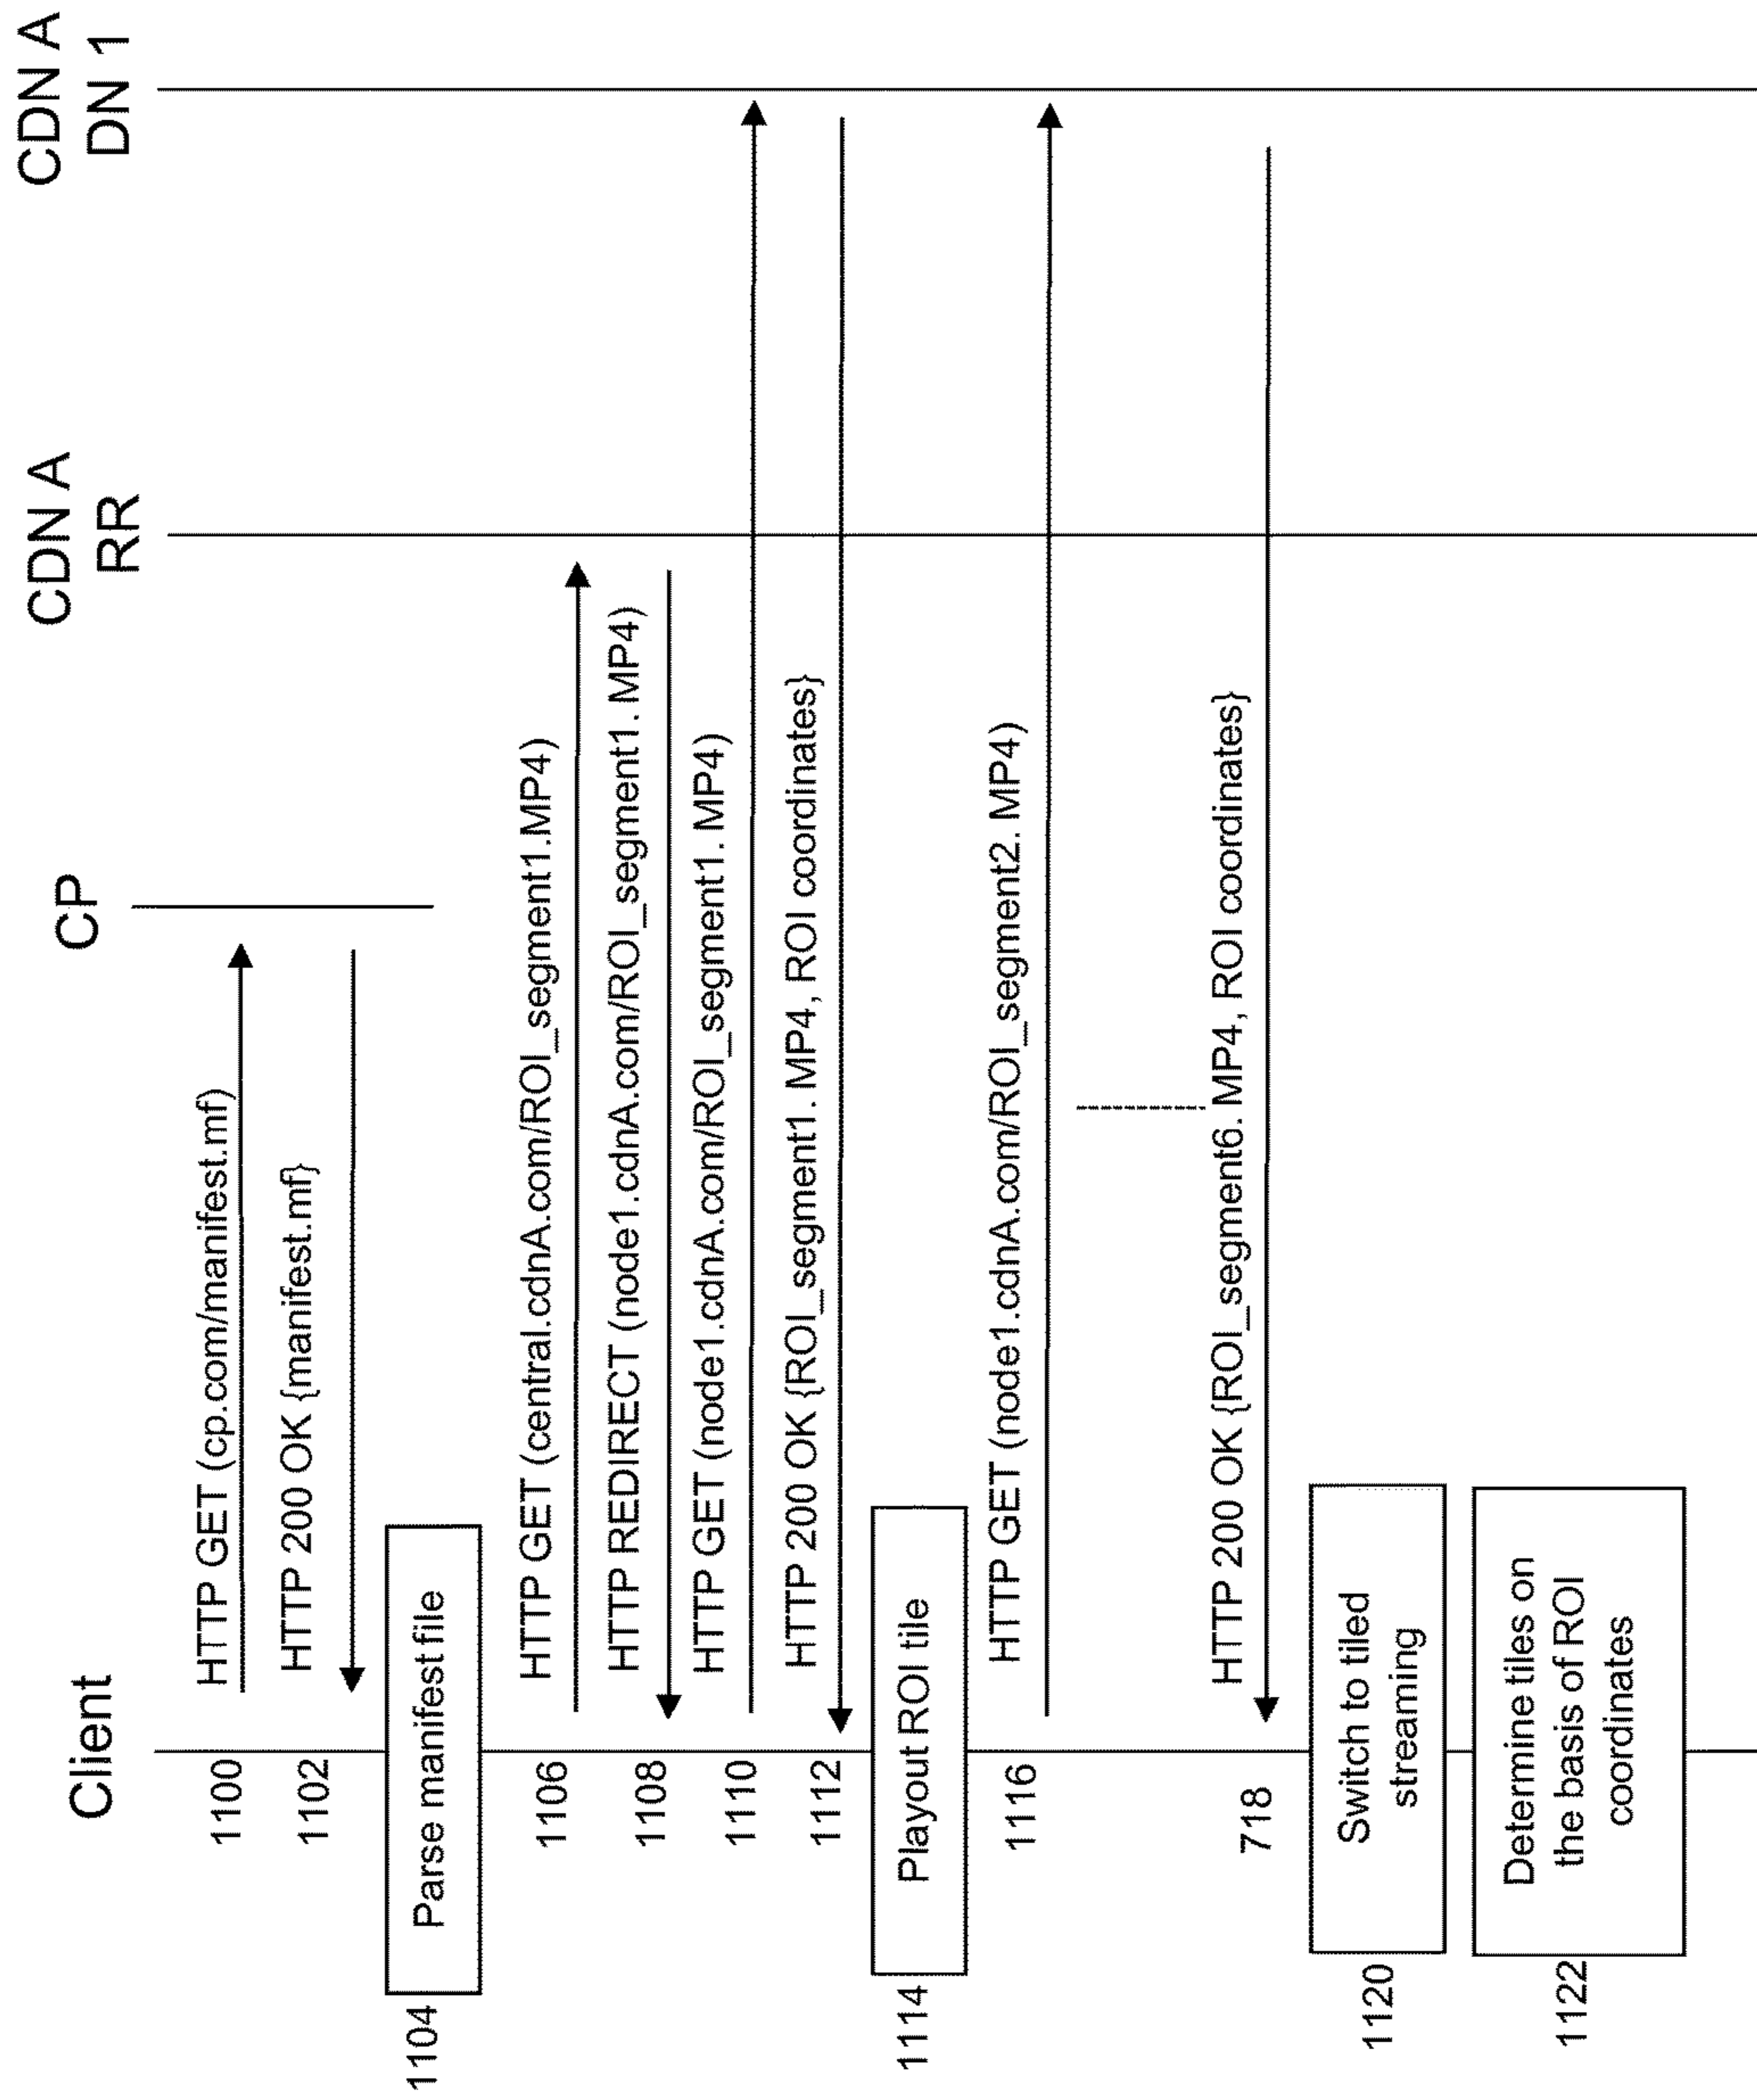 Client
CP
CDN A
RR
CDN A
DN 1
1100
HTTP GET (cp.com/manifest.mf)
1102
HTTP 200 OK {manifest.mf}
1104
Parse manifest file
1106
HTTP GET (central.cdnA.com/ROI_segment1.MP4)
1108
HTTP REDIRECT (node1.cdnA.com/ROI_segment1. MP4)
1110
HTTP GET (node1.cdnA.com/ROI_segment1. MP4)
1112
HTTP 200 OK {ROI_segment1. MP4, ROI coordinates}
1114
Playout ROI tile
1116
HTTP GET (node1.cdnA.com/ROI_segment2. MP4)
718
HTTP 200 OK {ROI_segment6. MP4, ROI coordinates}
1120
Switch to tiled
streaming
1122
Determine tiles on
the basis of ROI
coordinates